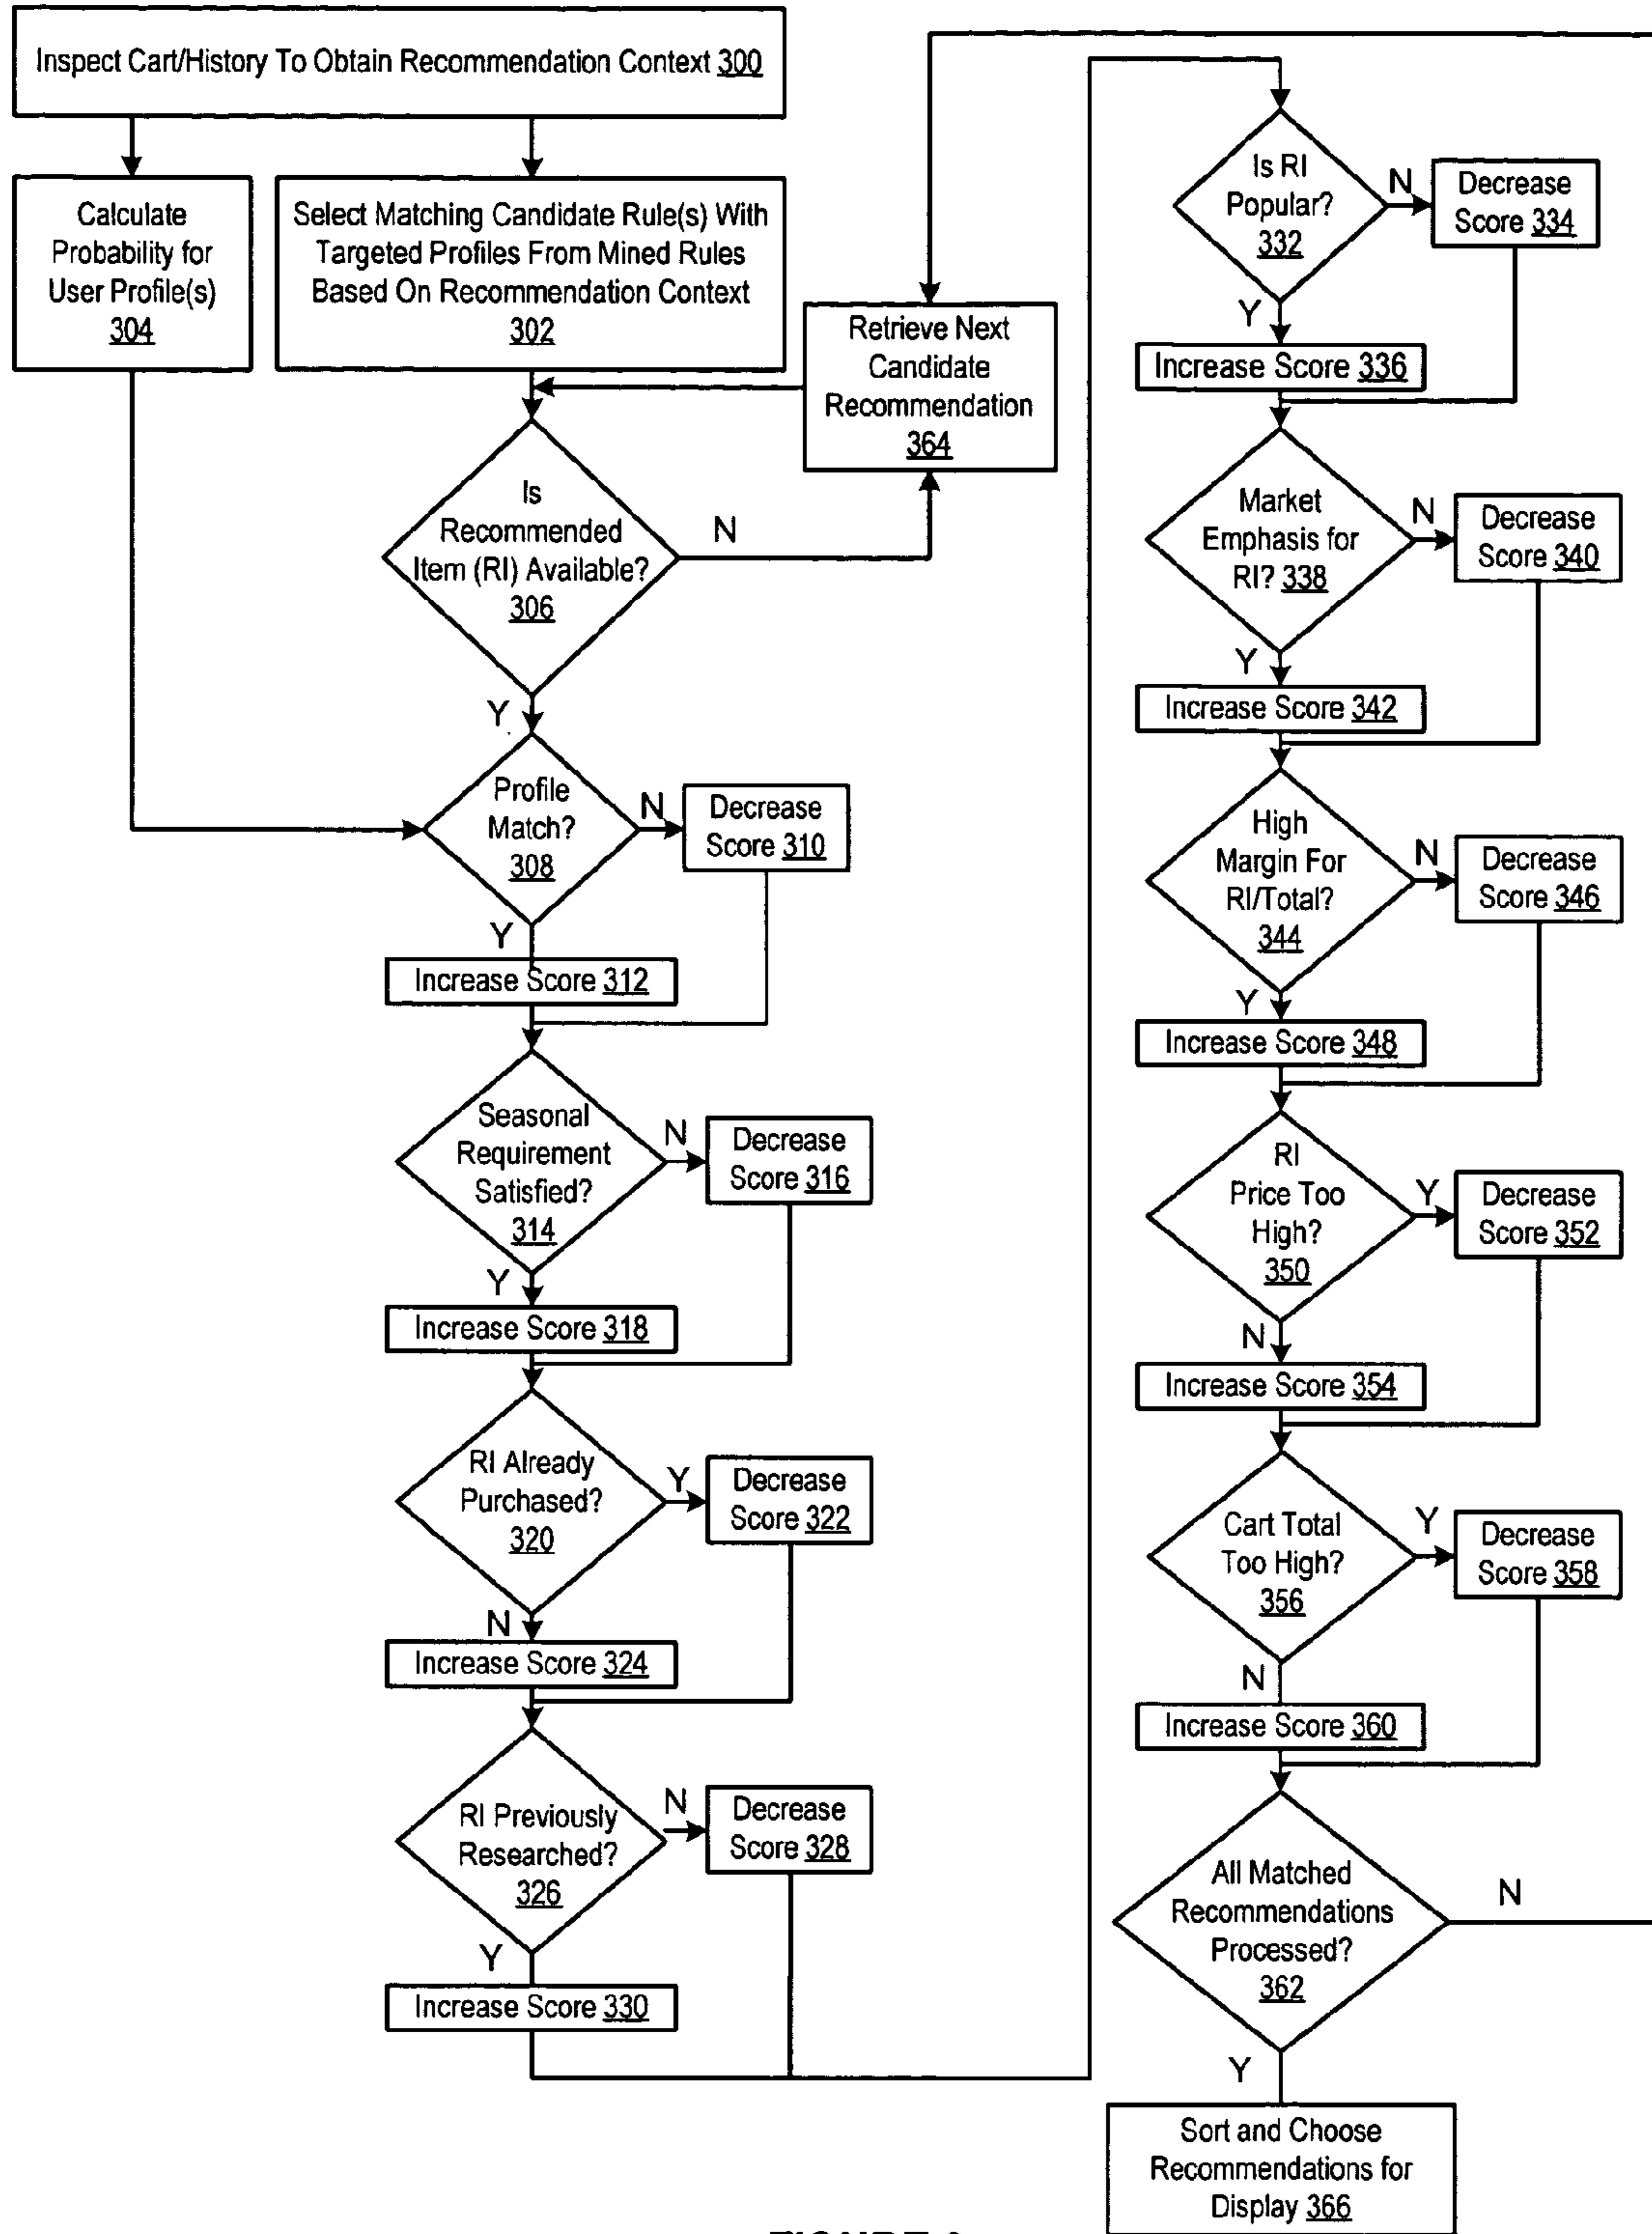 Inspect Cart/History To Obtain Recommendation Context 300
Calculate
Probability for
User Profile(s)
304
Select Matching Candidate Rule(s) With
Targeted Profiles From Mined Rules
Based On Recommendation Context
302
Retrieve Next
Candidate
Recommendation
364
Is
Recommended
Item (RI) Available?
306
N
Y
Profile
Match?
308
N
Decrease
Score 310
Y
Increase Score 312
Seasonal
Requirement
Satisfied?
314
N
Decrease
Score 316
Y
Increase Score 318
RI Already
Purchased?
320
Y
Decrease
Score 322
N
Increase Score 324
RI Previously
Researched?
326
N
Decrease
Score 328
Y
Increase Score 330
Is RI
Popular?
332
N
Decrease
Score 334
Y
Increase Score 336
Market
Emphasis for
RI? 338
N
Decrease
Score 340
Y
Increase Score 342
High
Margin For
RI/Total?
344
N
Decrease
Score 346
Y
Increase Score 348
RI
Price Too
High?
350
Y
Decrease
Score 352
N
Increase Score 354
Cart Total
Too High?
356
Y
Decrease
Score 358
N
Increase Score 360
All Matched
Recommendations
Processed?
362
N
Y
Sort and Choose
Recommendations for
Display 366